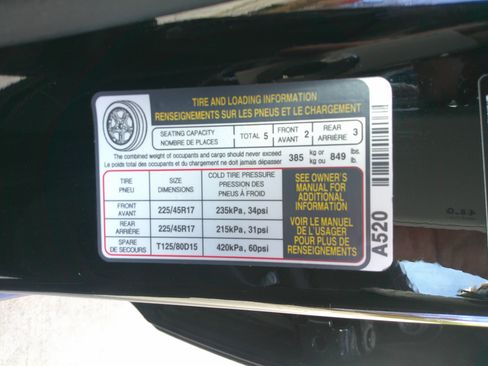 TIRE AND LOADING INFORMATION
RENSEIGNEMENTS SUR LES PNEUS ET LE CHARGEMENT
SEATING CAPACITY
NOMBRE DE PLACES
TOTAL 5
FRONT
AVANT 2
REAR
ARRIÈRE 3
The combined weight of occupants and cargo should never exceed
Le poids total des occupants et du chargement ne doit jamais dépasser
385 kg or
kg ou
849 lbs.
lb.
TIRE
PNEU
SIZE
DIMENSIONS
COLD TIRE PRESSURE
PRESSION DES
PNEUS À FROID
FRONT
AVANT
225/45R17
235kPa, 34psi
REAR
ARRIÈRE
225/45R17
215kPa, 31psi
SPARE
DE SECOURS
T125/80D15
420kPa, 60psi
SEE OWNER'S
MANUAL FOR
ADDITIONAL
INFORMATION
VOIR LE MANUEL
DE L'USAGER
POUR PLUS DE
RENSEIGNEMENTS
A520